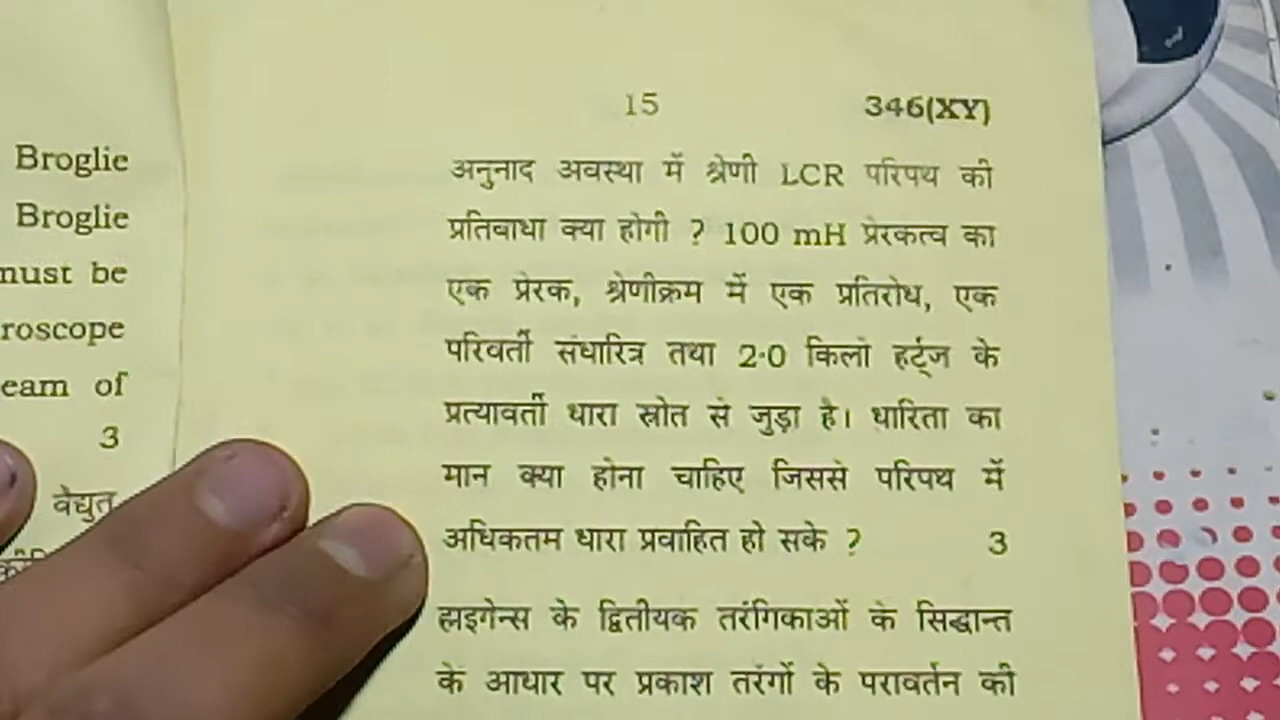 Broglie
Broglie
must be
roscope
eam of
3
वैद्युत
15
346(XY)
अनुनाद अवस्था में श्रेणी LCR परिपथ की
प्रतिबाधा क्या होगी ? 100 mH प्रेरकत्व का
एक प्रेरक, श्रेणीक्रम में एक प्रतिरोध, एक
परिवर्ती संधारित्र तथा 2·0 किलो हर्ट्ज के
प्रत्यावर्ती धारा स्रोत से जुड़ा है। धारिता का
मान क्या होना चाहिए जिससे परिपथ में
अधिकतम धारा प्रवाहित हो सके ? 3
हाइगेन्स के द्वितीयक तरंगिकाओं के सिद्धान्त
के आधार पर प्रकाश तरंगों के परावर्तन की